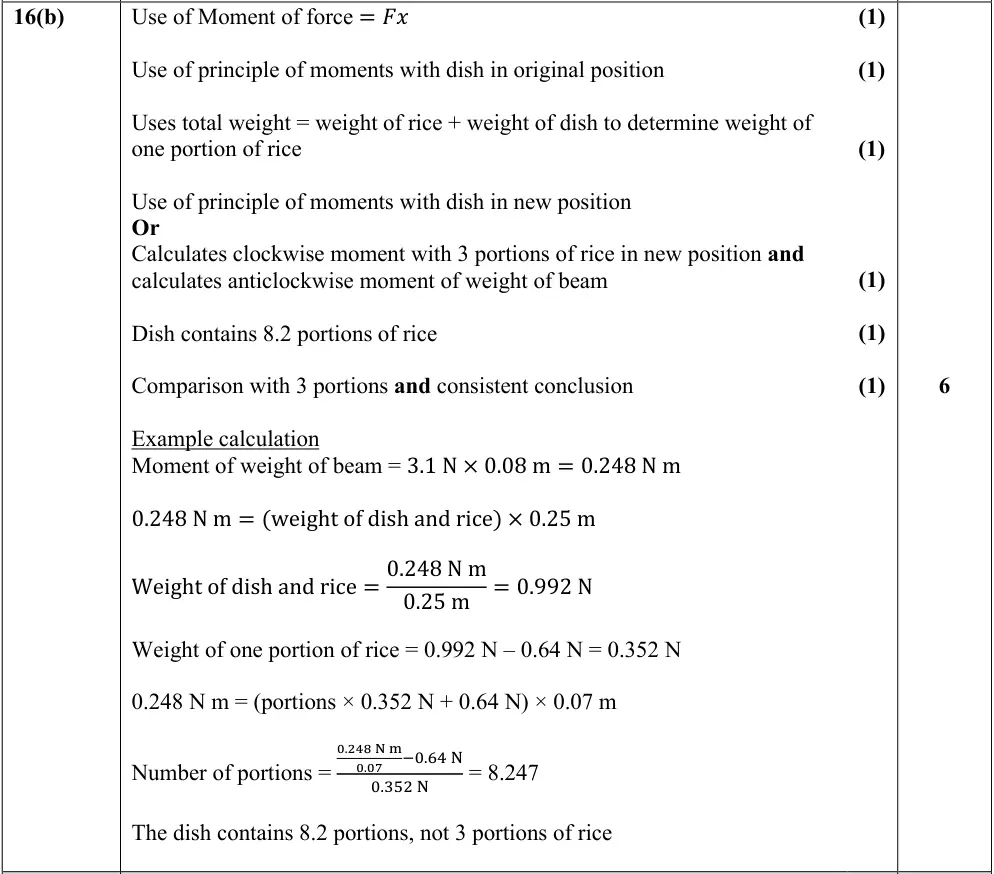 16(b) Use of Moment of force = 𝐹𝑥 (1)
Use of principle of moments with dish in original position (1)
Uses total weight = weight of rice + weight of dish to determine weight of
one portion of rice (1)
Use of principle of moments with dish in new position
Or
Calculates clockwise moment with 3 portions of rice in new position and
calculates anticlockwise moment of weight of beam (1)
Dish contains 8.2 portions of rice (1)
Comparison with 3 portions and consistent conclusion (1) 6
Example calculation
Moment of weight of beam = 3.1 N × 0.08 m = 0.248 N m
0.248 N m = (weight of dish and rice) × 0.25 m
Weight of dish and rice = 0.248 N m / 0.25 m = 0.992 N
Weight of one portion of rice = 0.992 N – 0.64 N = 0.352 N
0.248 N m = (portions × 0.352 N + 0.64 N) × 0.07 m
Number of portions = (0.248 N m / 0.07 − 0.64 N) / 0.352 N = 8.247
The dish contains 8.2 portions, not 3 portions of rice